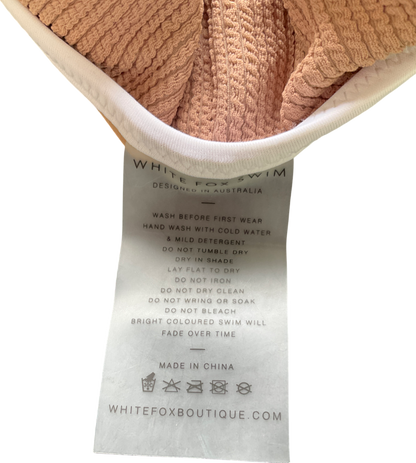 WHITE FOX SWIM
DESIGNED IN AUSTRALIA
WASH BEFORE FIRST WEAR
HAND WASH WITH COLD WATER
& MILD DETERGENT
DO NOT TUMBLE DRY
DRY IN SHADE
LAY FLAT TO DRY
DO NOT IRON
DO NOT DRY CLEAN
DO NOT WRING OR SOAK
DO NOT BLEACH
BRIGHT COLOURED SWIM WILL
FADE OVER TIME
MADE IN CHINA
WHITEFOXBOUTIQUE.COM